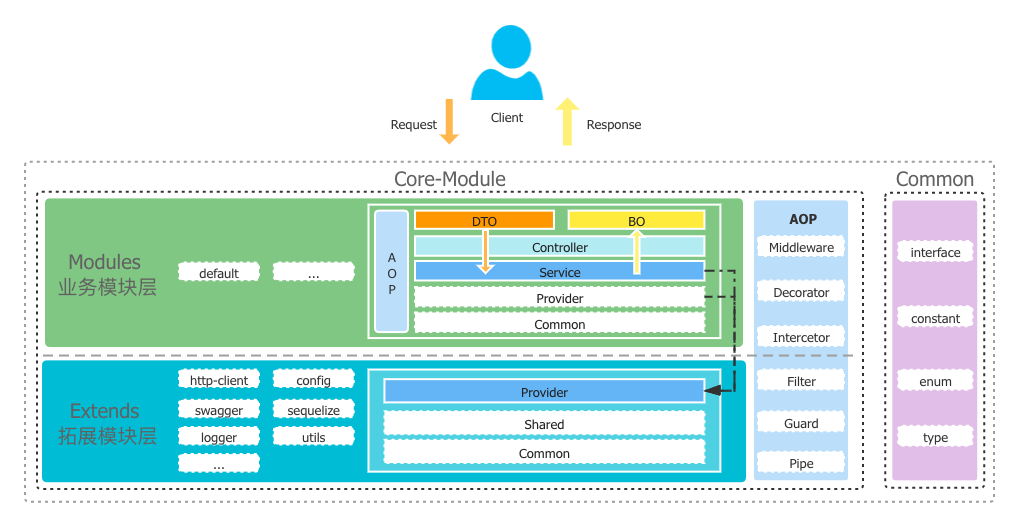 Client
Request
Response
Core-Module
Common
Modules
业务模块层
default
...
A
O
P
DTO
BO
Controller
Service
Provider
Common
AOP
Middleware
Decorator
Intercetor
Filter
Guard
Pipe
interface
constant
enum
type
Extends
拓展模块层
http-client
config
swagger
sequelize
logger
utils
...
Provider
Shared
Common